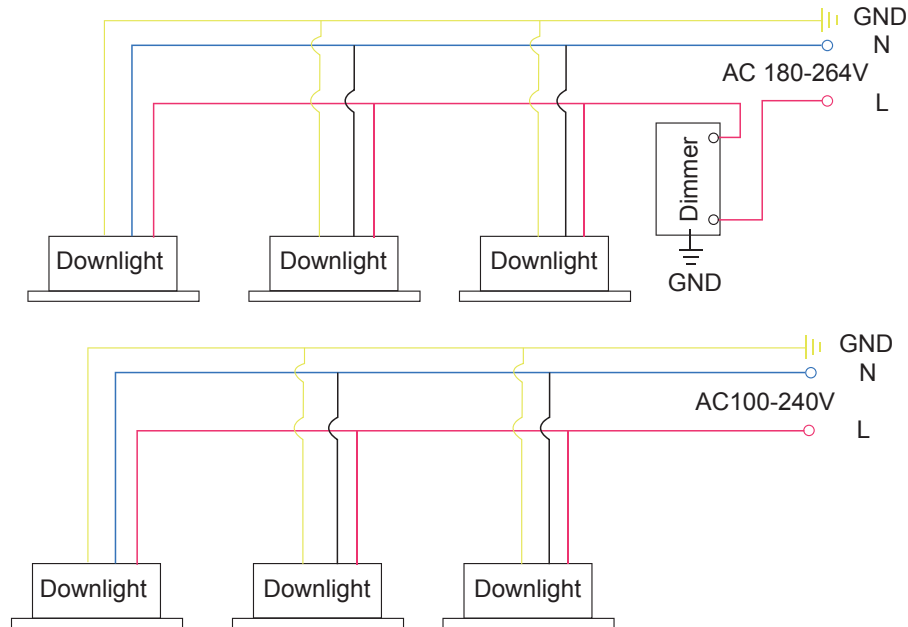 GND
N
AC 180-264V
L
Dimmer
Downlight
Downlight
Downlight
GND
GND
N
AC100-240V
L
Downlight
Downlight
Downlight